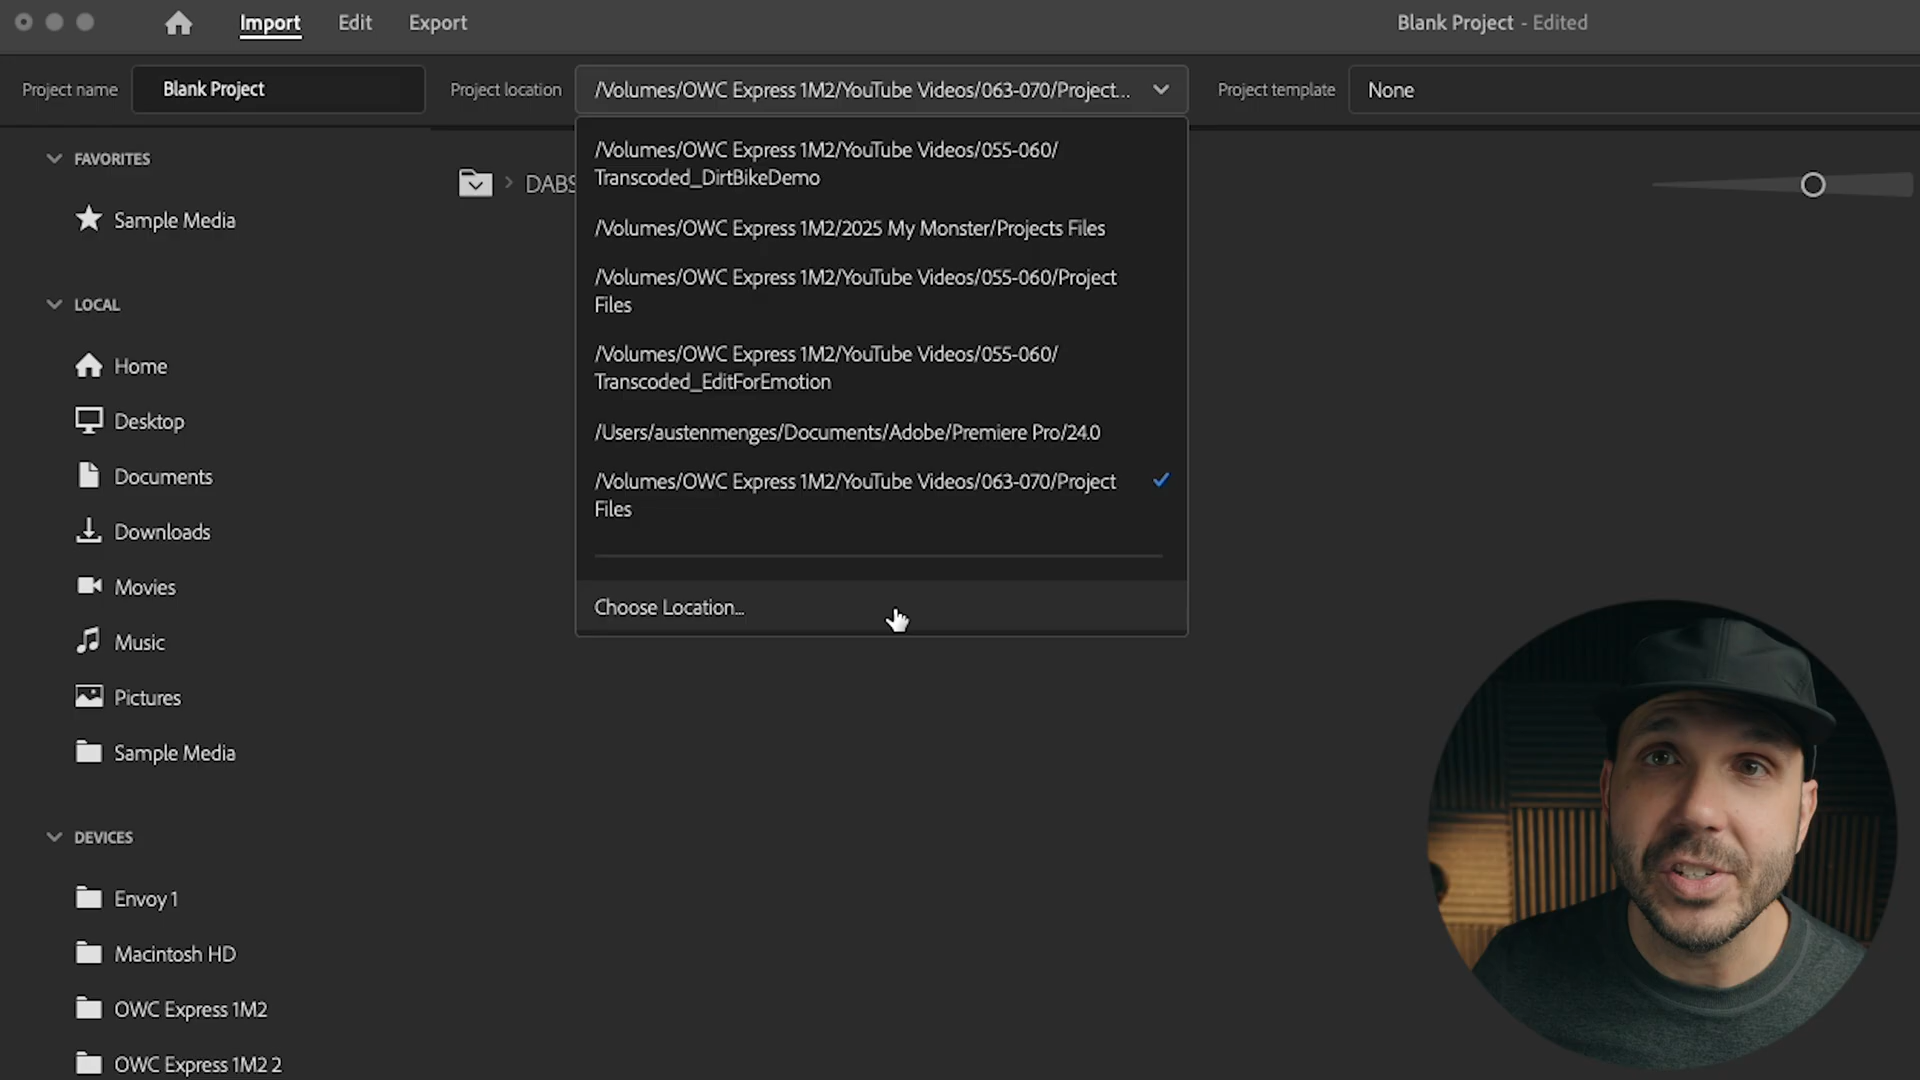 Import Edit Export
Blank Project - Edited
Project name Blank Project Project location /Volumes/OWC Express 1M2/YouTube Videos/063-070/Project... Project template None
/Volumes/OWC Express 1M2/YouTube Videos/055-060/
Transcoded_DirtBikeDemo
/Volumes/OWC Express 1M2/2025 My Monster/Projects Files
/Volumes/OWC Express 1M2/YouTube Videos/055-060/Project
Files
/Volumes/OWC Express 1M2/YouTube Videos/055-060/
Transcoded_EditForEmotion
/Users/austenmenges/Documents/Adobe/Premiere Pro/24.0
/Volumes/OWC Express 1M2/YouTube Videos/063-070/Project
Files
Choose Location...
DABS
FAVORITES
Sample Media
LOCAL
Home
Desktop
Documents
Downloads
Movies
Music
Pictures
Sample Media
DEVICES
Envoy 1
Macintosh HD
OWC Express 1M2
OWC Express 1M2 2